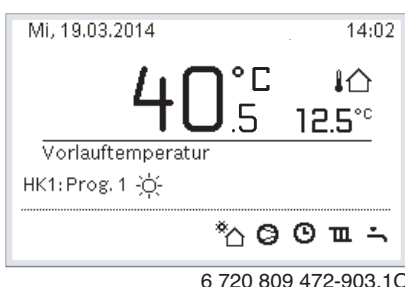 Mi, 19.03.2014 14:02
40.5 °C
12.5°C
Vorlauftemperatur
HK1: Prog. 1
6 720 809 472-903.1O